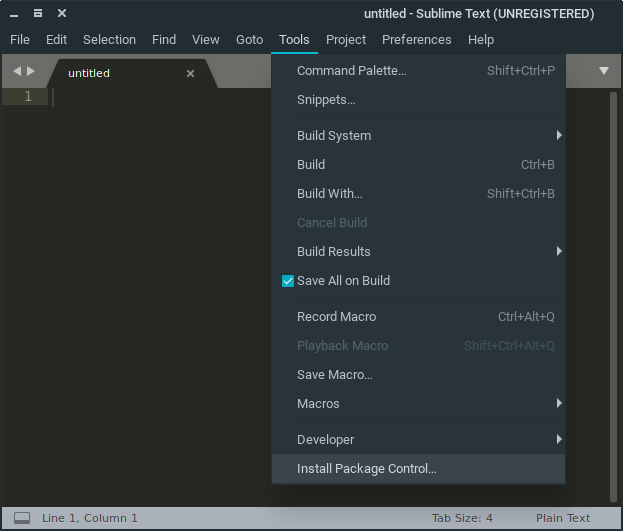 untitled - Sublime Text (UNREGISTERED)
File Edit Selection Find View Goto Tools Project Preferences Help
untitled
1
Command Palette... Shift+Ctrl+P
Snippets...
Build System
Build Ctrl+B
Build With... Shift+Ctrl+B
Cancel Build
Build Results
Save All on Build
Record Macro Ctrl+Alt+Q
Playback Macro Shift+Ctrl+Alt+Q
Save Macro...
Macros
Developer
Install Package Control...
Line 1, Column 1 Tab Size: 4 Plain Text